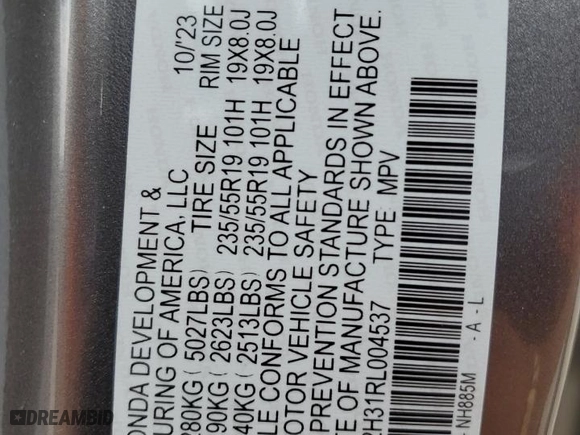 ONDA DEVELOPMENT &
URING OF AMERICA, LLC 10/'23
280KG ( 5027LBS) TIRE SIZE RIM SIZE
90KG ( 2623LBS) 235/55R19 101H 19X8.0J
40KG ( 2513LBS) 235/55R19 101H 19X8.0J
LE CONFORMS TO ALL APPLICABLE
OTOR VEHICLE SAFETY
PREVENTION STANDARDS IN EFFECT
TE OF MANUFACTURE SHOWN ABOVE.
H31RL004537 TYPE MPV
NH885M - A - L
DREAMBID